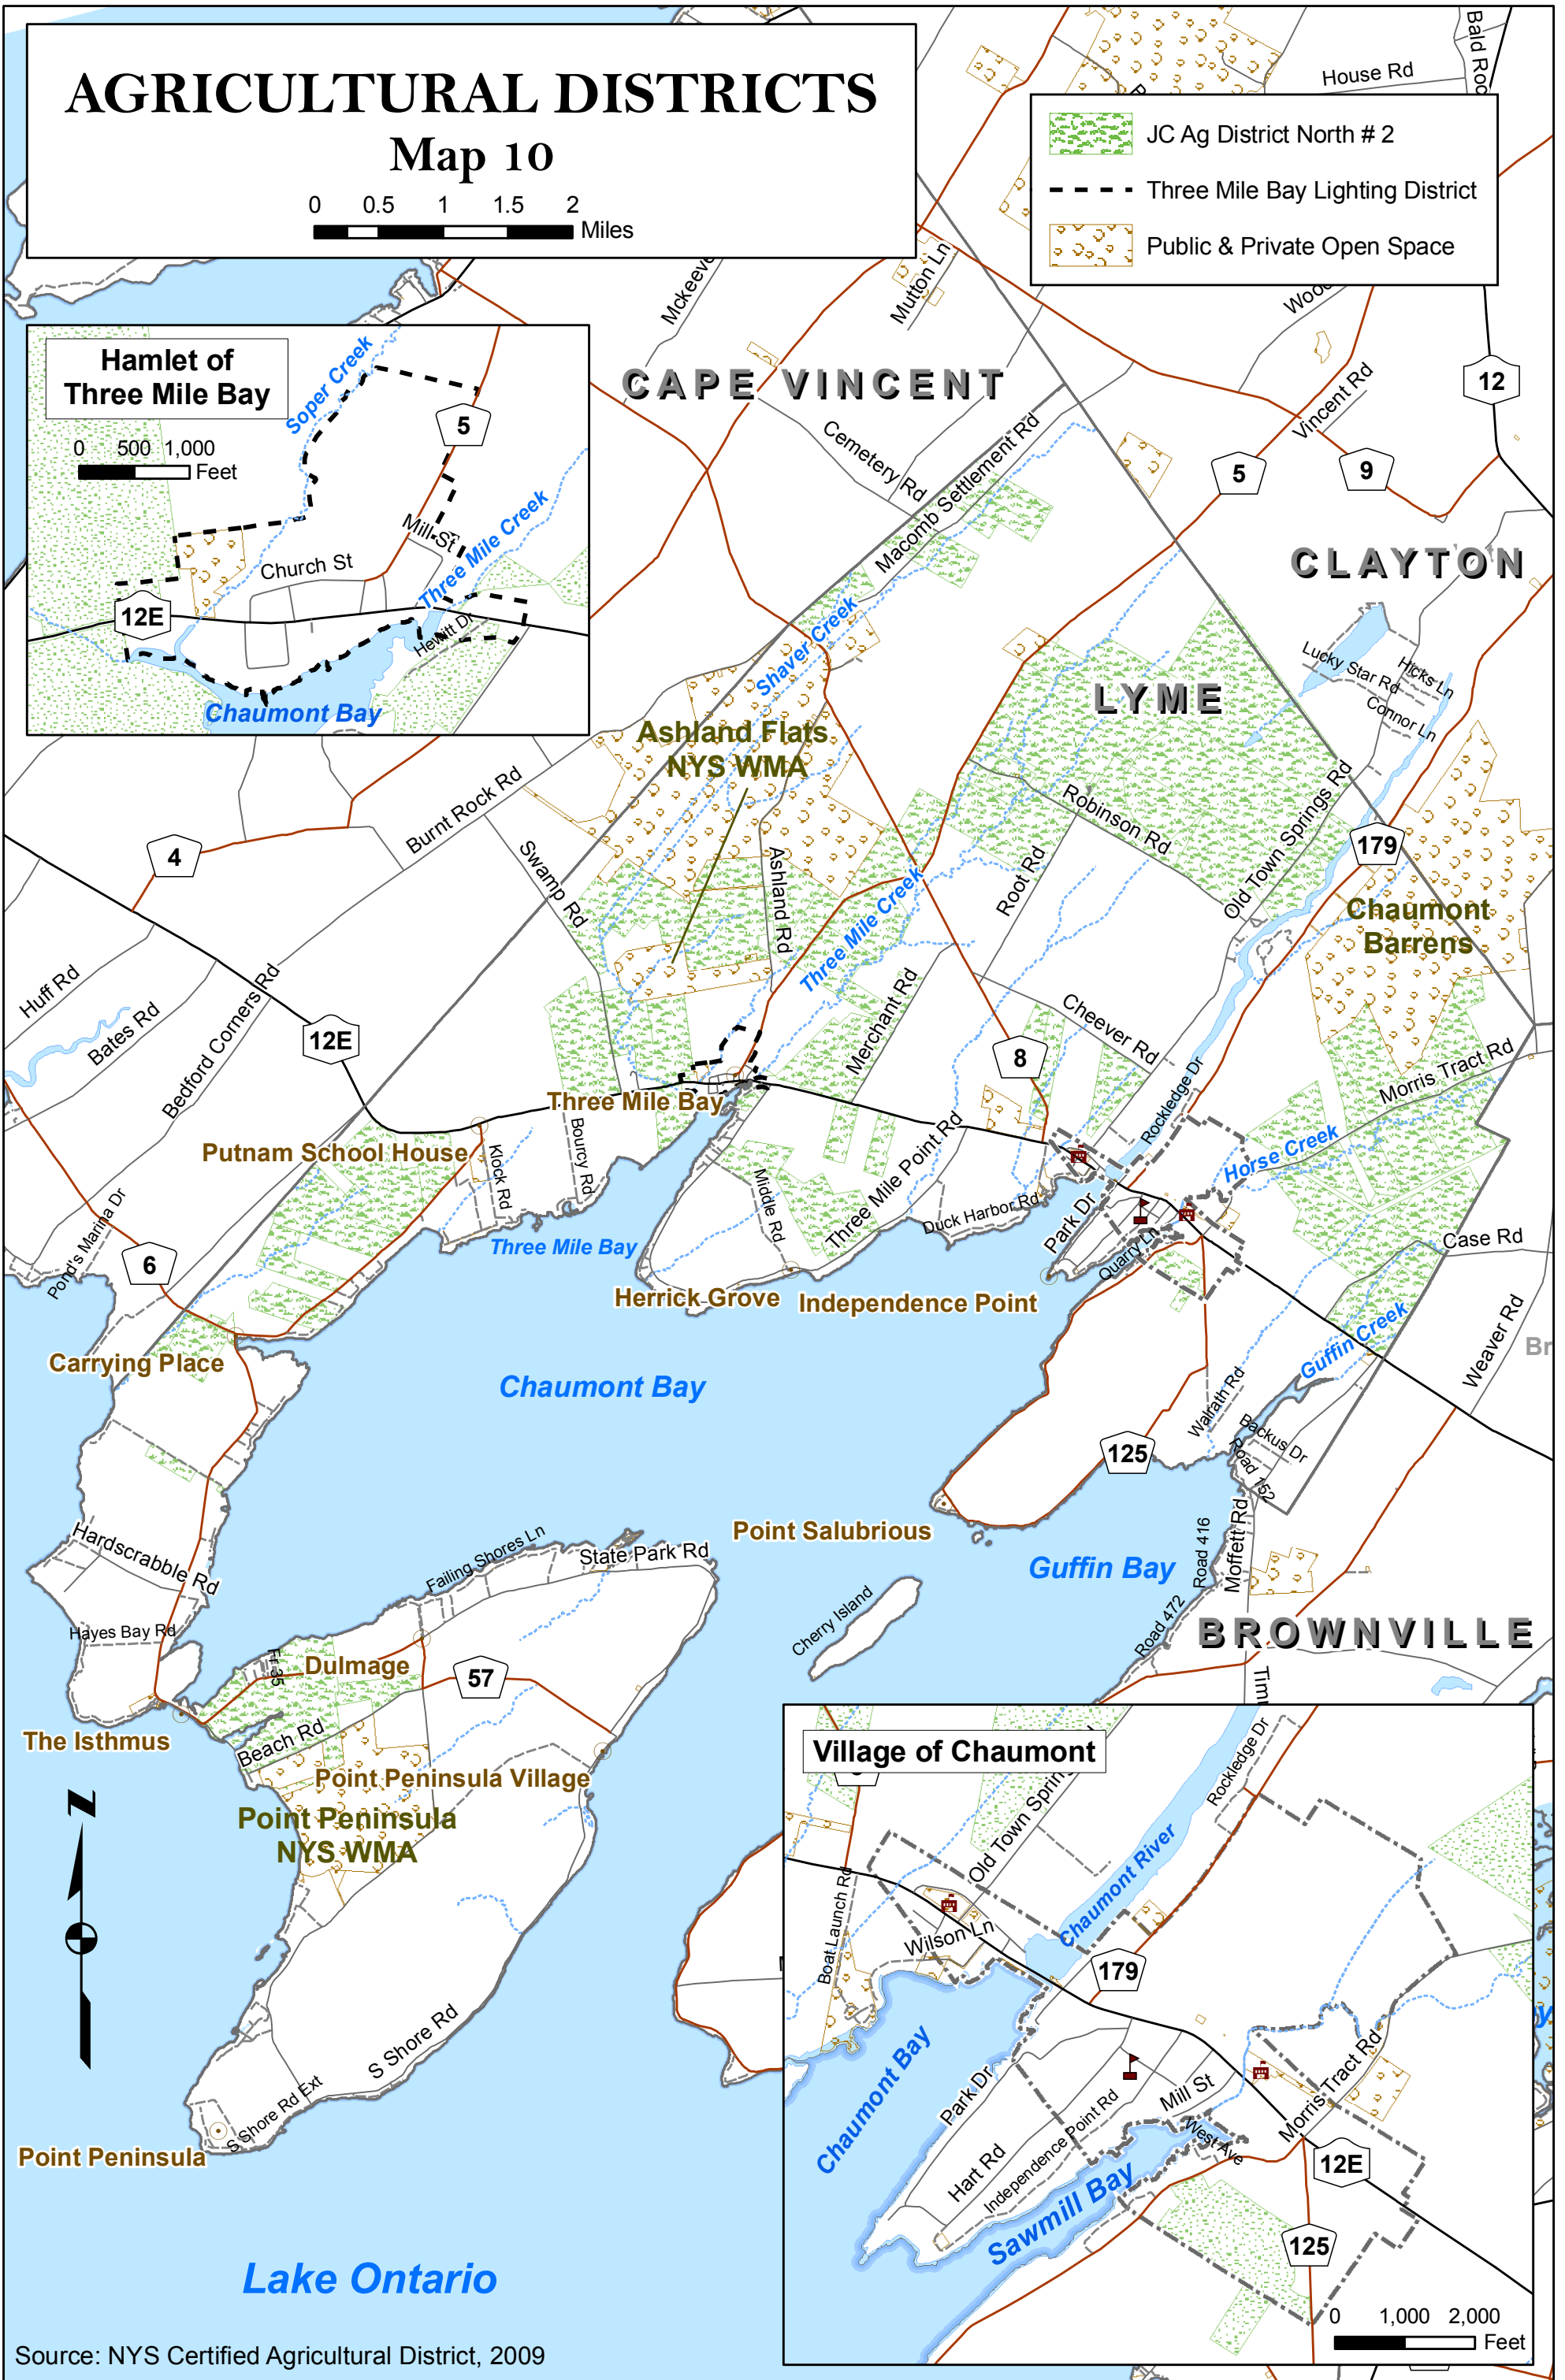 AGRICULTURAL DISTRICTS
Map 10
0 0.5 1 1.5 2
Miles
JC Ag District North # 2
Three Mile Bay Lighting District
Public & Private Open Space
House Rd
Mutton Ln
12
Hamlet of
Three Mile Bay
0 500 1,000
Feet
Soper Creek
5
Mill St
Three Mile Creek
Church St
12E
Hewitt Dr
Chaumont Bay
CAPE VINCENT
Cemetery Rd
Macomb Settlement Rd
Vincent Rd
5
9
CLAYTON
Shaver Creek
Lucky Star Rd
Hicks Ln
Connor Ln
LYME
Ashland Flats
NYS WMA
Burnt Rock Rd
4
Swamp Rd
Ashland Rd
Three Mile Creek
Robinson Rd
Root Rd
Old Town Springs Rd
179
Chaumont
Barrens
Huff Rd
Bates Rd
Bedford Corners Rd
12E
Merchant Rd
Cheever Rd
8
Morris Tract Rd
Rockledge Dr
Three Mile Bay
Putnam School House
Klock Rd
Bourcy Rd
Horse Creek
Pond's Marina Dr
6
Middle Rd
Three Mile Point Rd
Duck Harbor Rd
Park Dr
Quarry Ln
Case Rd
Three Mile Bay
Herrick Grove
Independence Point
Guffin Creek
Weaver Rd
Br
Carrying Place
Chaumont Bay
Walrath Rd
Backus Dr
Road 152
125
Point Salubrious
Guffin Bay
Road 416
Moffett Rd
Hardscrabble Rd
Failing Shores Ln
State Park Rd
Cherry Island
Road 472
BROWNVILLE
Hayes Bay Rd
Fir 35
Dulmage
57
The Isthmus
Beach Rd
Point Peninsula Village
Point Peninsula
NYS WMA
N
S Shore Rd
S Shore Rd Ext
Point Peninsula
Lake Ontario
Village of Chaumont
Rockledge Dr
Old Town Spring
Chaumont River
Boat Launch Rd
Wilson Ln
179
Chaumont Bay
Park Dr
Mill St
Morris Tract Rd
Hart Rd
Independence Point Rd
West Ave
12E
Sawmill Bay
125
0 1,000 2,000
Feet
Source: NYS Certified Agricultural District, 2009